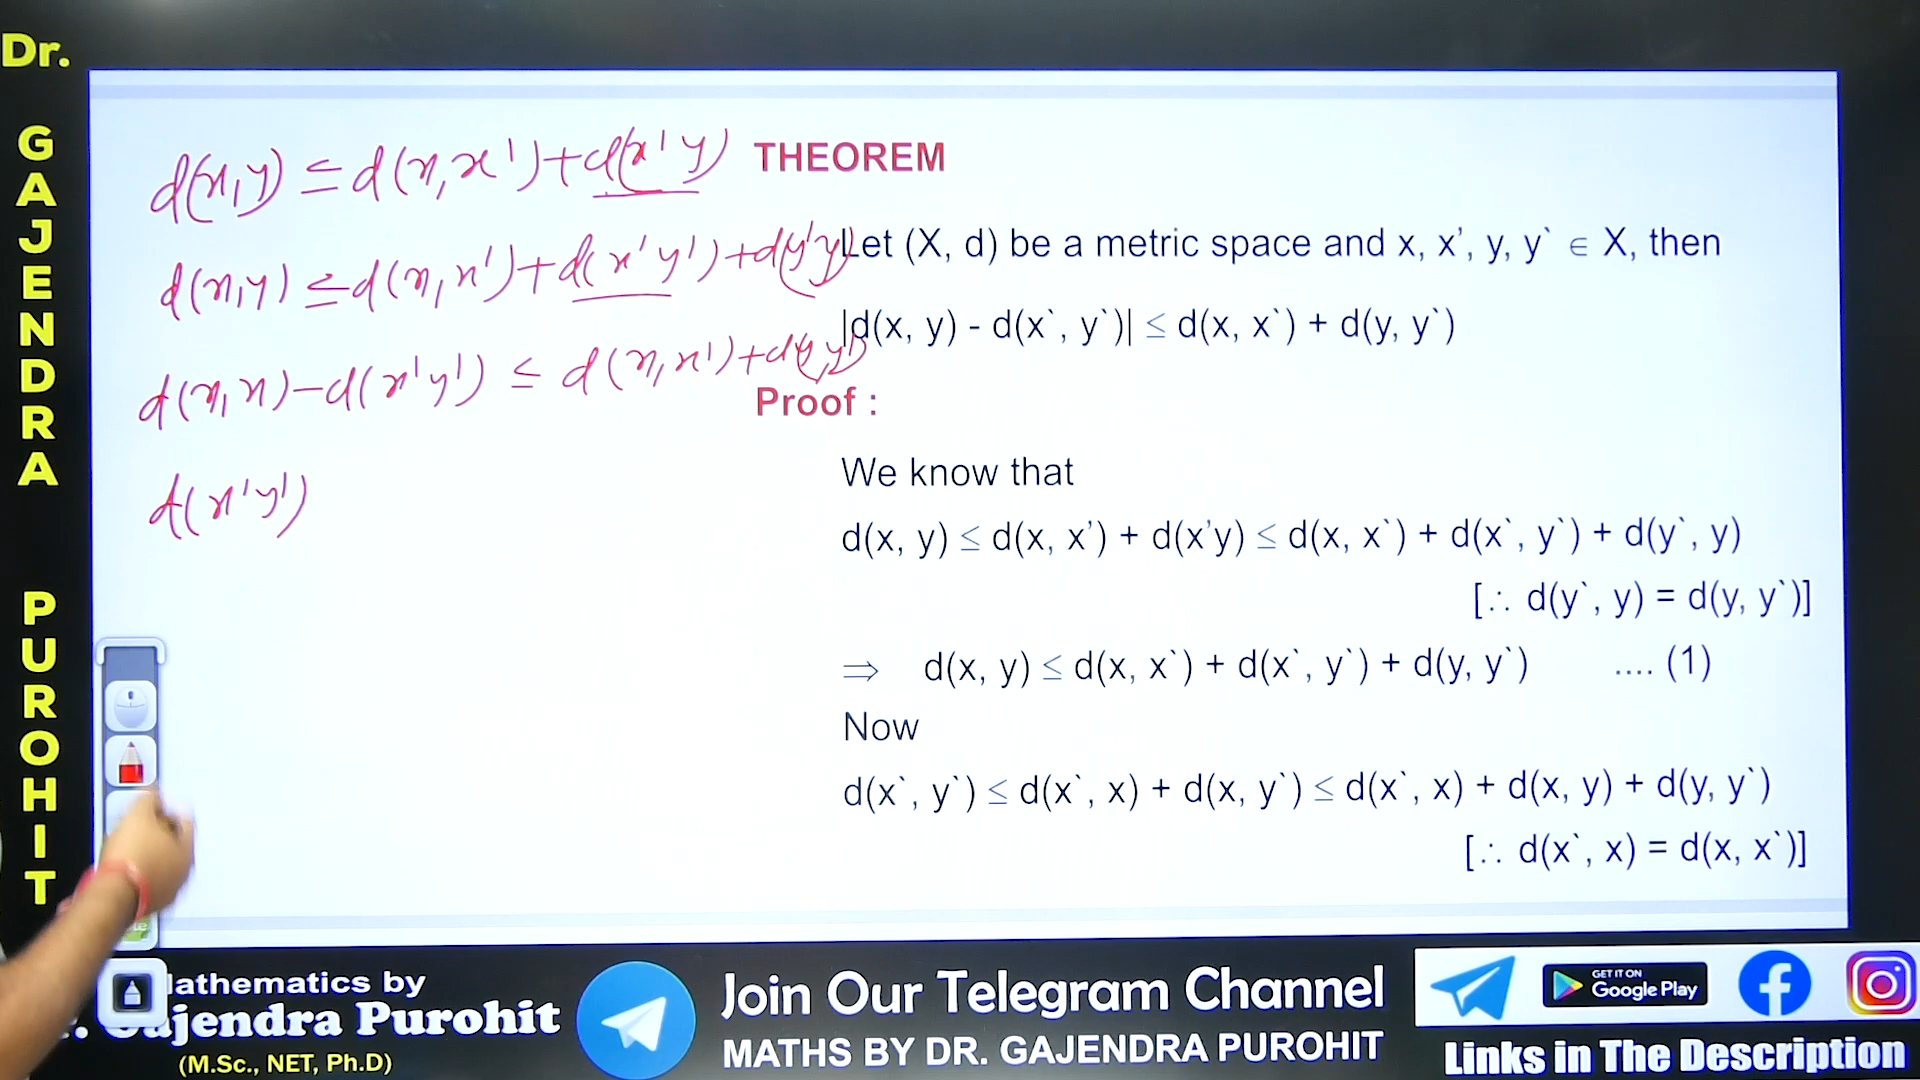 Dr.
GAJENDRA
PUROHIT
d(x,y) ≤ d(x,x')+d(x'y)
d(x,y) ≤ d(x,x')+d(x'y')+d(y'y)
d(x,x)-d(x'y') ≤ d(x,x')+d(y,y')
d(x'y')
THEOREM
Let (X, d) be a metric space and x, x’, y, y` ∈ X, then
|d(x, y) - d(x`, y`)| ≤ d(x, x`) + d(y, y`)
Proof :
We know that
d(x, y) ≤ d(x, x’) + d(x’y) ≤ d(x, x`) + d(x`, y`) + d(y`, y)
[∴ d(y`, y) = d(y, y`)]
⇒ d(x, y) ≤ d(x, x`) + d(x`, y`) + d(y, y`) .... (1)
Now
d(x`, y`) ≤ d(x`, x) + d(x, y`) ≤ d(x`, x) + d(x, y) + d(y, y`)
[∴ d(x`, x) = d(x, x`)]
athematics by
ajendra Purohit
(M.Sc., NET, Ph.D)
Join Our Telegram Channel
MATHS BY DR. GAJENDRA PUROHIT
GET IT ON
Google Play
Links in The Description